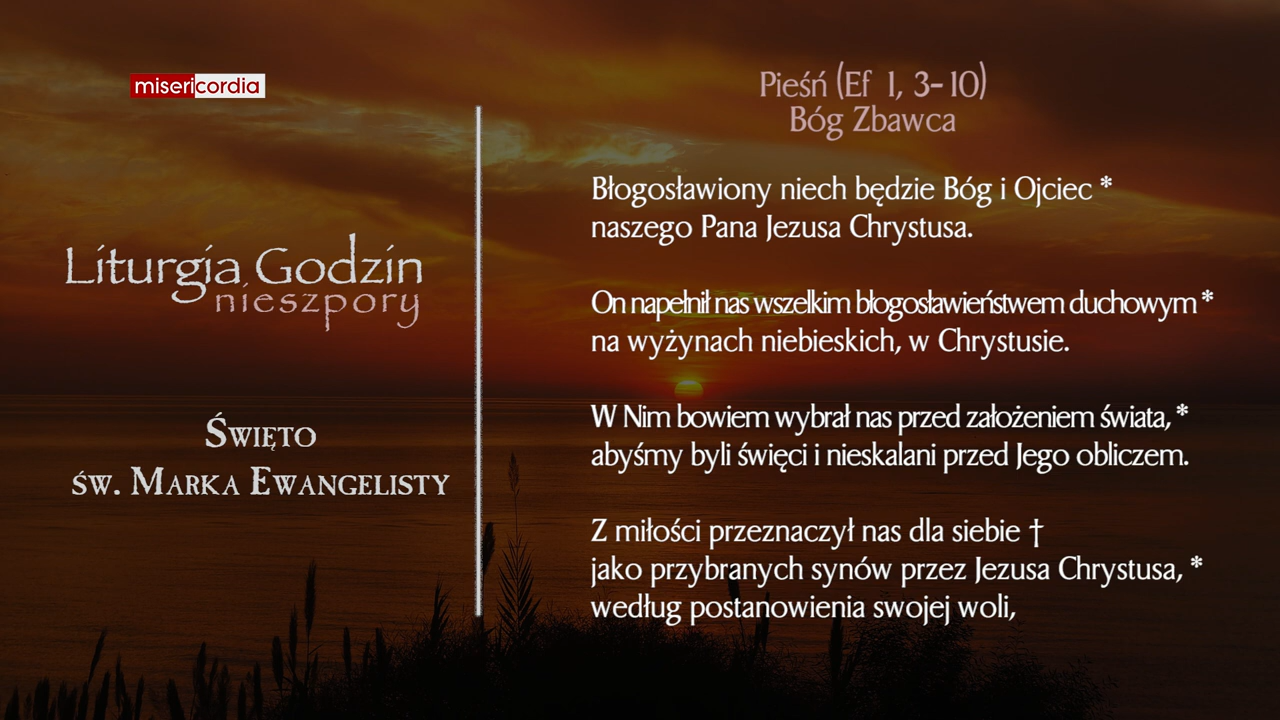 misericordia
Liturgia Godzin
nieszpory
Święto
św. Marka Ewangelisty
Pieśń (Ef 1, 3-10)
Bóg Zbawca
Błogosławiony niech będzie Bóg i Ojciec *
naszego Pana Jezusa Chrystusa.
On napełnił nas wszelkim błogosławieństwem duchowym *
na wyżynach niebieskich, w Chrystusie.
W Nim bowiem wybrał nas przed założeniem świata, *
abyśmy byli święci i nieskalani przed Jego obliczem.
Z miłości przeznaczył nas dla siebie †
jako przybranych synów przez Jezusa Chrystusa, *
według postanowienia swojej woli,